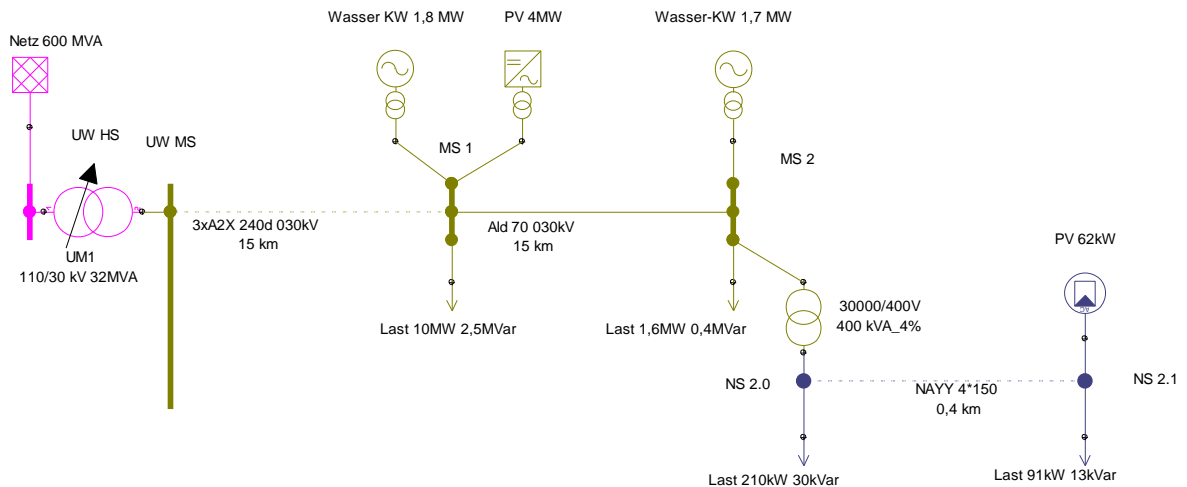 Wasser KW 1,8 MW
PV 4MW
Wasser-KW 1,7 MW
Netz 600 MVA
UW HS
UW MS
MS 1
MS 2
3xA2X 240d 030kV
15 km
Ald 70 030kV
15 km
UM1
110/30 kV 32MVA
PV 62kW
30000/400V
400 kVA_4%
Last 10MW 2,5MVar
Last 1,6MW 0,4MVar
NS 2.0
NAYY 4*150
0,4 km
NS 2.1
Last 210kW 30kVar
Last 91kW 13kVar